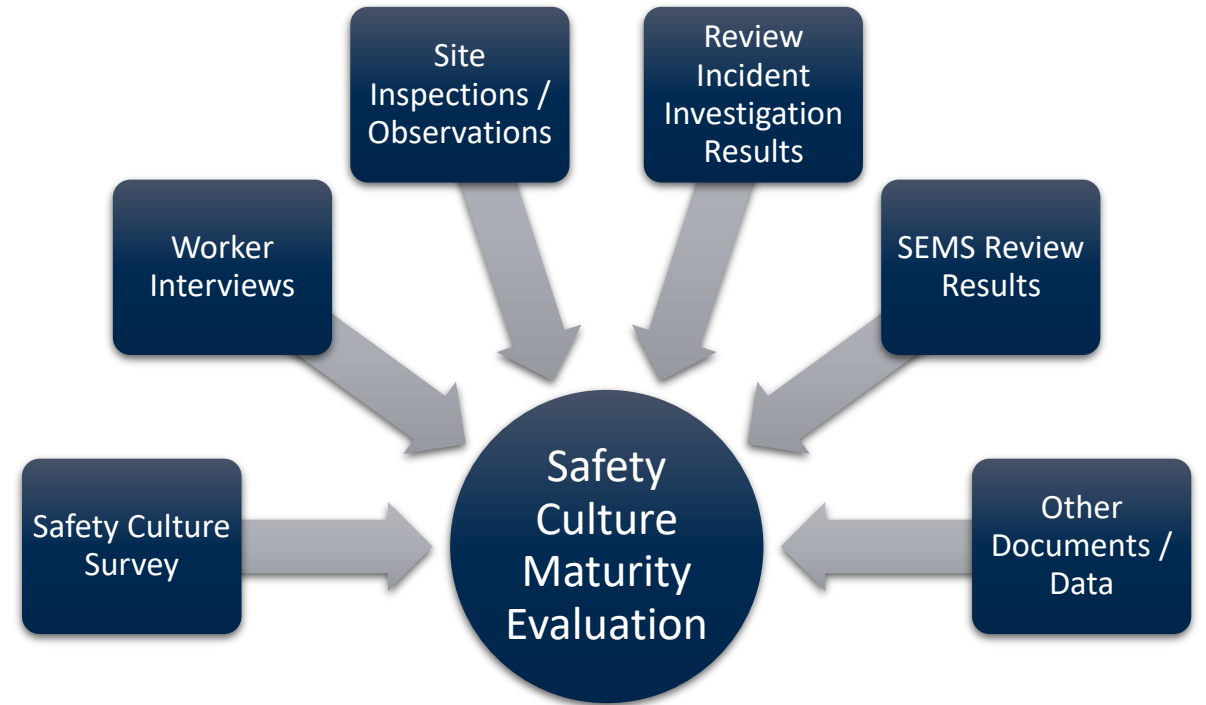 Site
Inspections /
Observations
Review
Incident
Investigation
Results
Worker
Interviews
SEMS Review
Results
Safety Culture
Survey
Safety
Culture
Maturity
Evaluation
Other
Documents /
Data